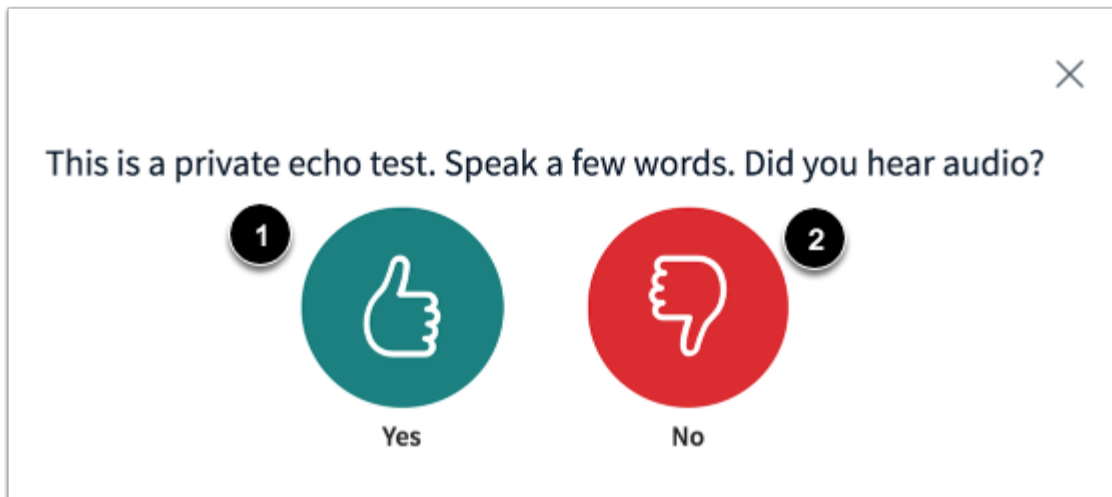 This is a private echo test. Speak a few words. Did you hear audio?
1
2
Yes
No